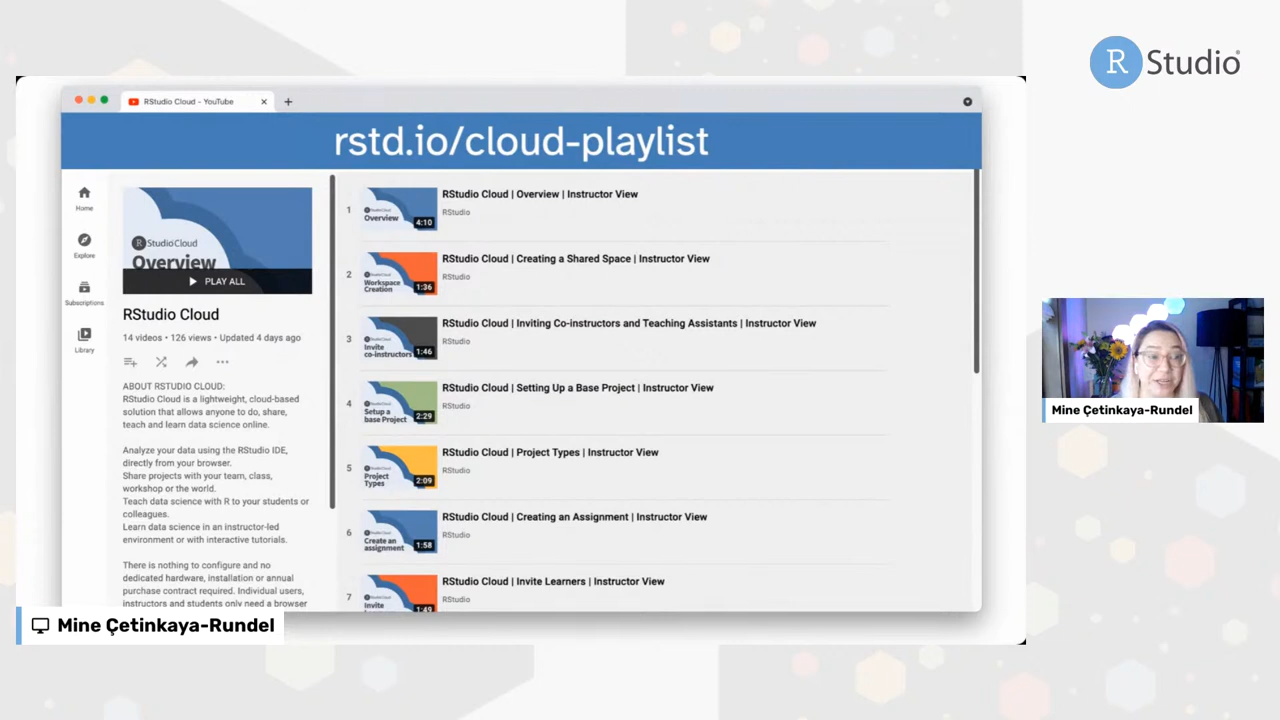 R Studio
RStudio Cloud - YouTube
rstd.io/cloud-playlist
Home
Explore
Subscriptions
Library
R Studio Cloud
Overview
PLAY ALL
RStudio Cloud
14 videos • 126 views • Updated 4 days ago
ABOUT RSTUDIO CLOUD:
RStudio Cloud is a lightweight, cloud-based
solution that allows anyone to do, share,
teach and learn data science online.
Analyze your data using the RStudio IDE,
directly from your browser.
Share projects with your team, class,
workshop or the world.
Teach data science with R to your students or
colleagues.
Learn data science in an instructor-led
environment or with interactive tutorials.
There is nothing to configure and no
dedicated hardware, installation or annual
purchase contract required. Individual users,
instructors and students only need a browser
1
Overview
4:10
RStudio Cloud | Overview | Instructor View
RStudio
2
Workspace
Creation
1:36
RStudio Cloud | Creating a Shared Space | Instructor View
RStudio
3
Invite
co-instructors
1:46
RStudio Cloud | Inviting Co-instructors and Teaching Assistants | Instructor View
RStudio
4
Setup a
base Project
2:29
RStudio Cloud | Setting Up a Base Project | Instructor View
RStudio
5
Project
Types
2:09
RStudio Cloud | Project Types | Instructor View
RStudio
6
Create an
assignment
1:58
RStudio Cloud | Creating an Assignment | Instructor View
RStudio
7
Invite
1:49
RStudio Cloud | Invite Learners | Instructor View
RStudio
Mine Çetinkaya-Rundel
Mine Çetinkaya-Rundel